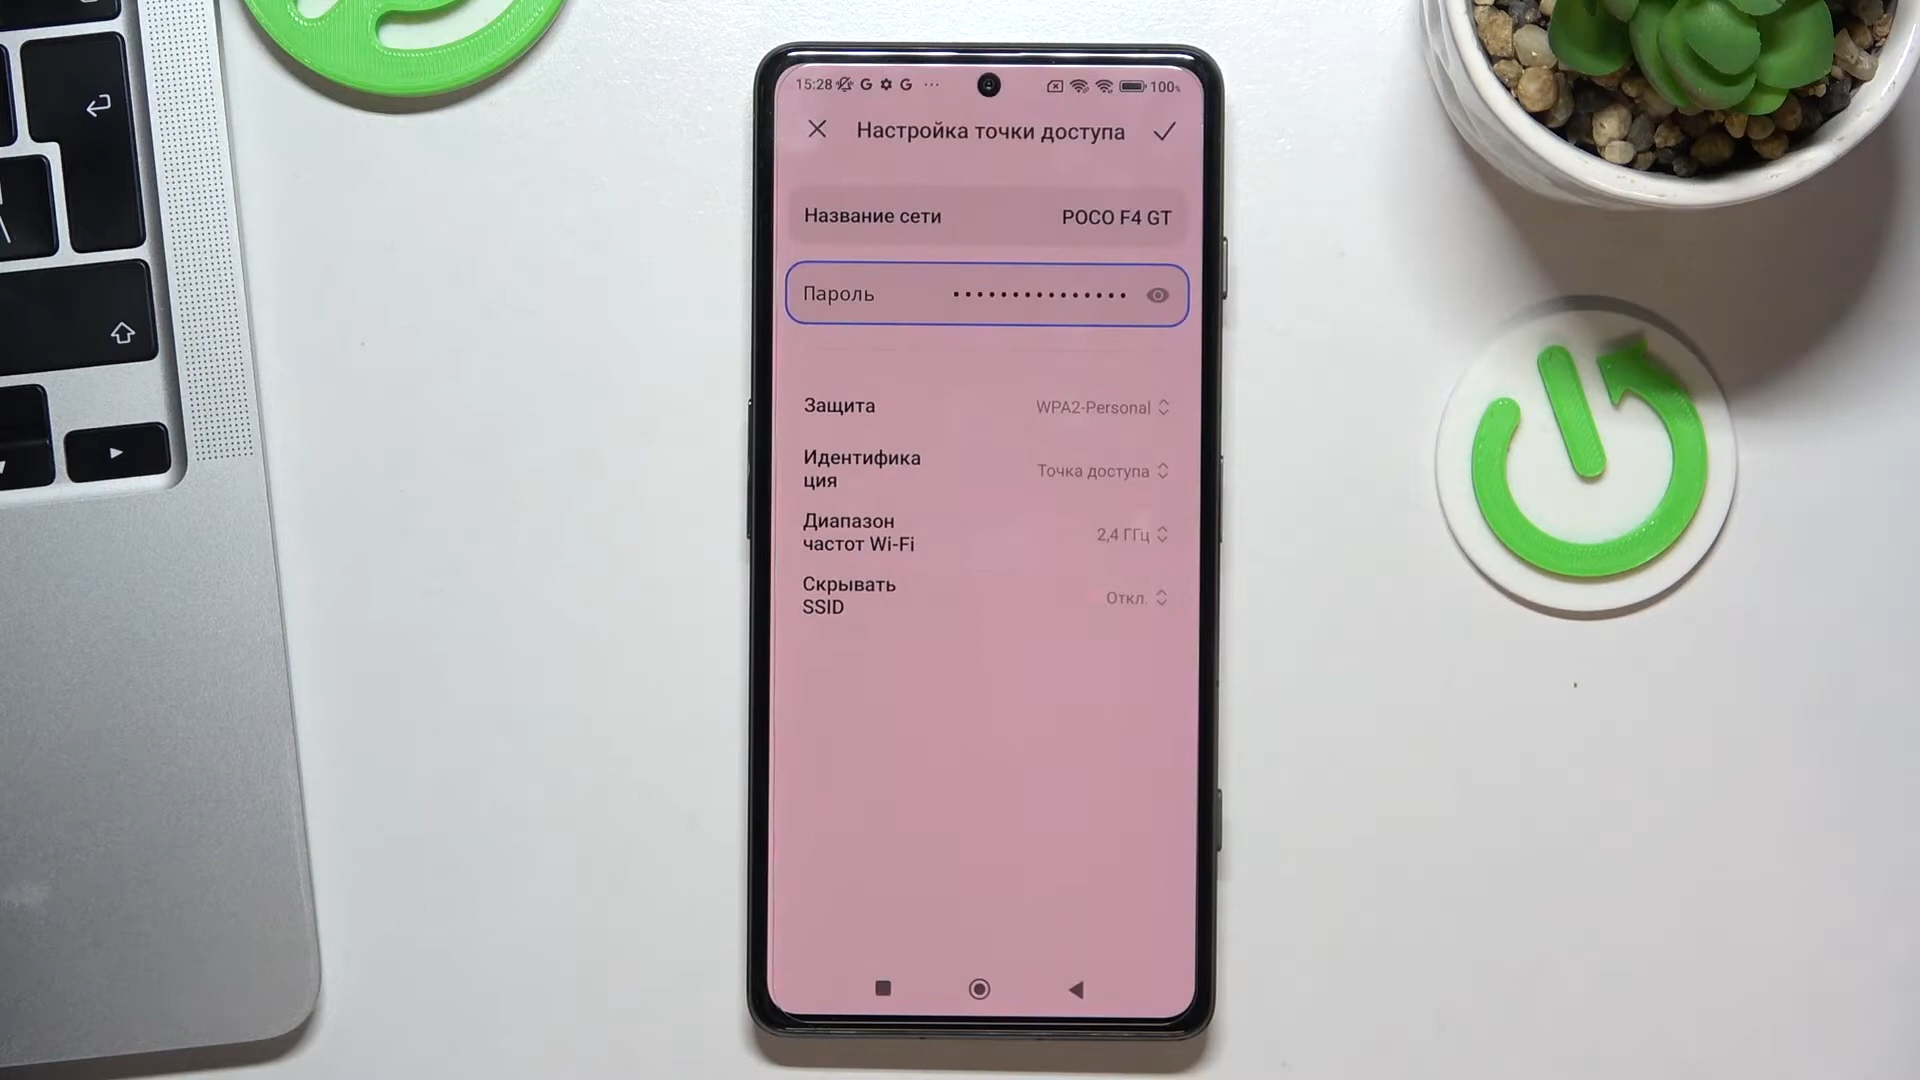 15:28 G G ... 100%
Настройка точки доступа
Название сети POCO F4 GT
Пароль •••••••••••••••
Защита WPA2-Personal
Идентифика
ция Точка доступа
Диапазон
частот Wi-Fi 2,4 ГГц
Скрывать
SSID Откл.